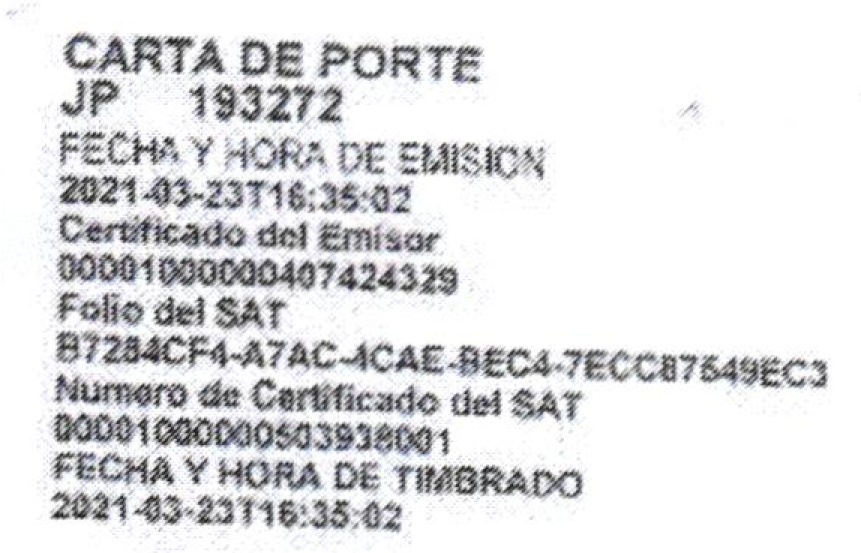 CARTA DE PORTE
JP 193272
FECHA Y HORA DE EMISION
2021-03-23T16:35:02
Certificado del Emisor
00001000000407424329
Folio del SAT
B7284CF4-A7AC-4CAE-BEC4-7ECC87549EC3
Numero de Certificado del SAT
00001000000503938001
FECHA Y HORA DE TIMBRADO
2021-03-23T16:35:02